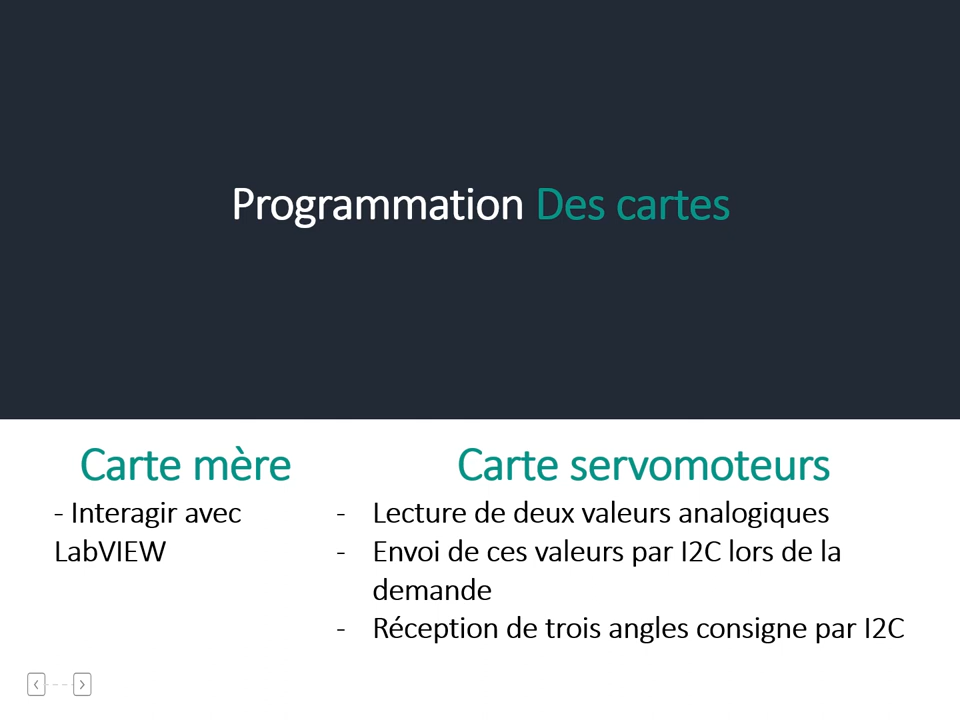 Programmation Des cartes
Carte mère
- Interagir avec
LabVIEW
Carte servomoteurs
- Lecture de deux valeurs analogiques
- Envoi de ces valeurs par I2C lors de la
demande
- Réception de trois angles consigne par I2C